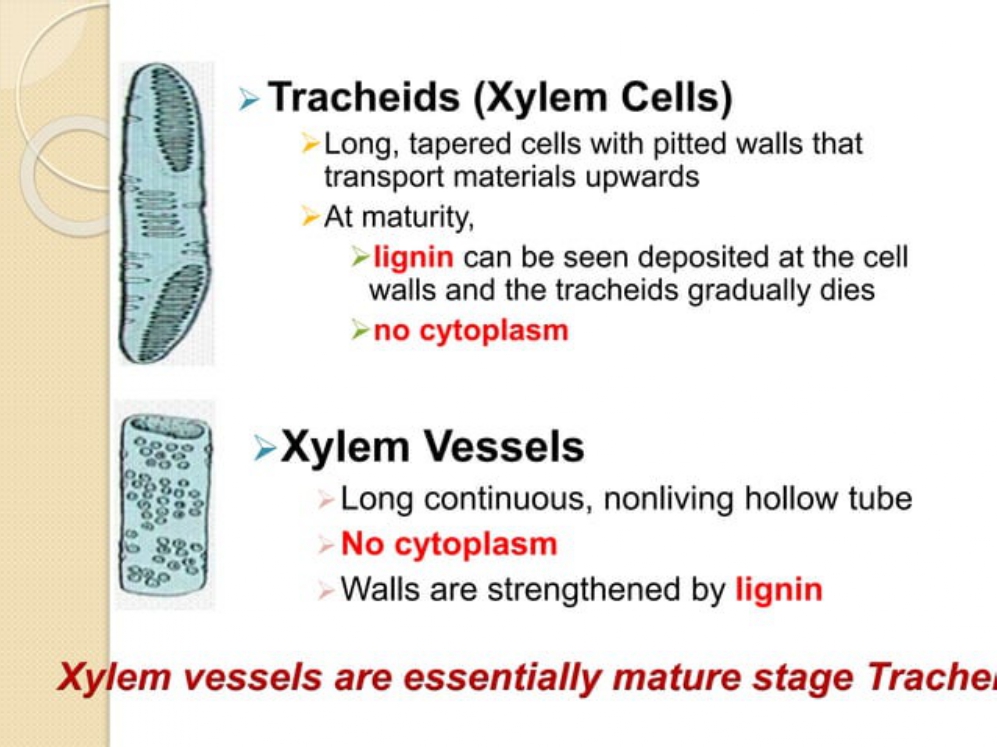 Tracheids (Xylem Cells)
Long, tapered cells with pitted walls that
transport materials upwards
At maturity,
lignin can be seen deposited at the cell
walls and the tracheids gradually dies
no cytoplasm
Xylem Vessels
Long continuous, nonliving hollow tube
No cytoplasm
Walls are strengthened by lignin
Xylem vessels are essentially mature stage